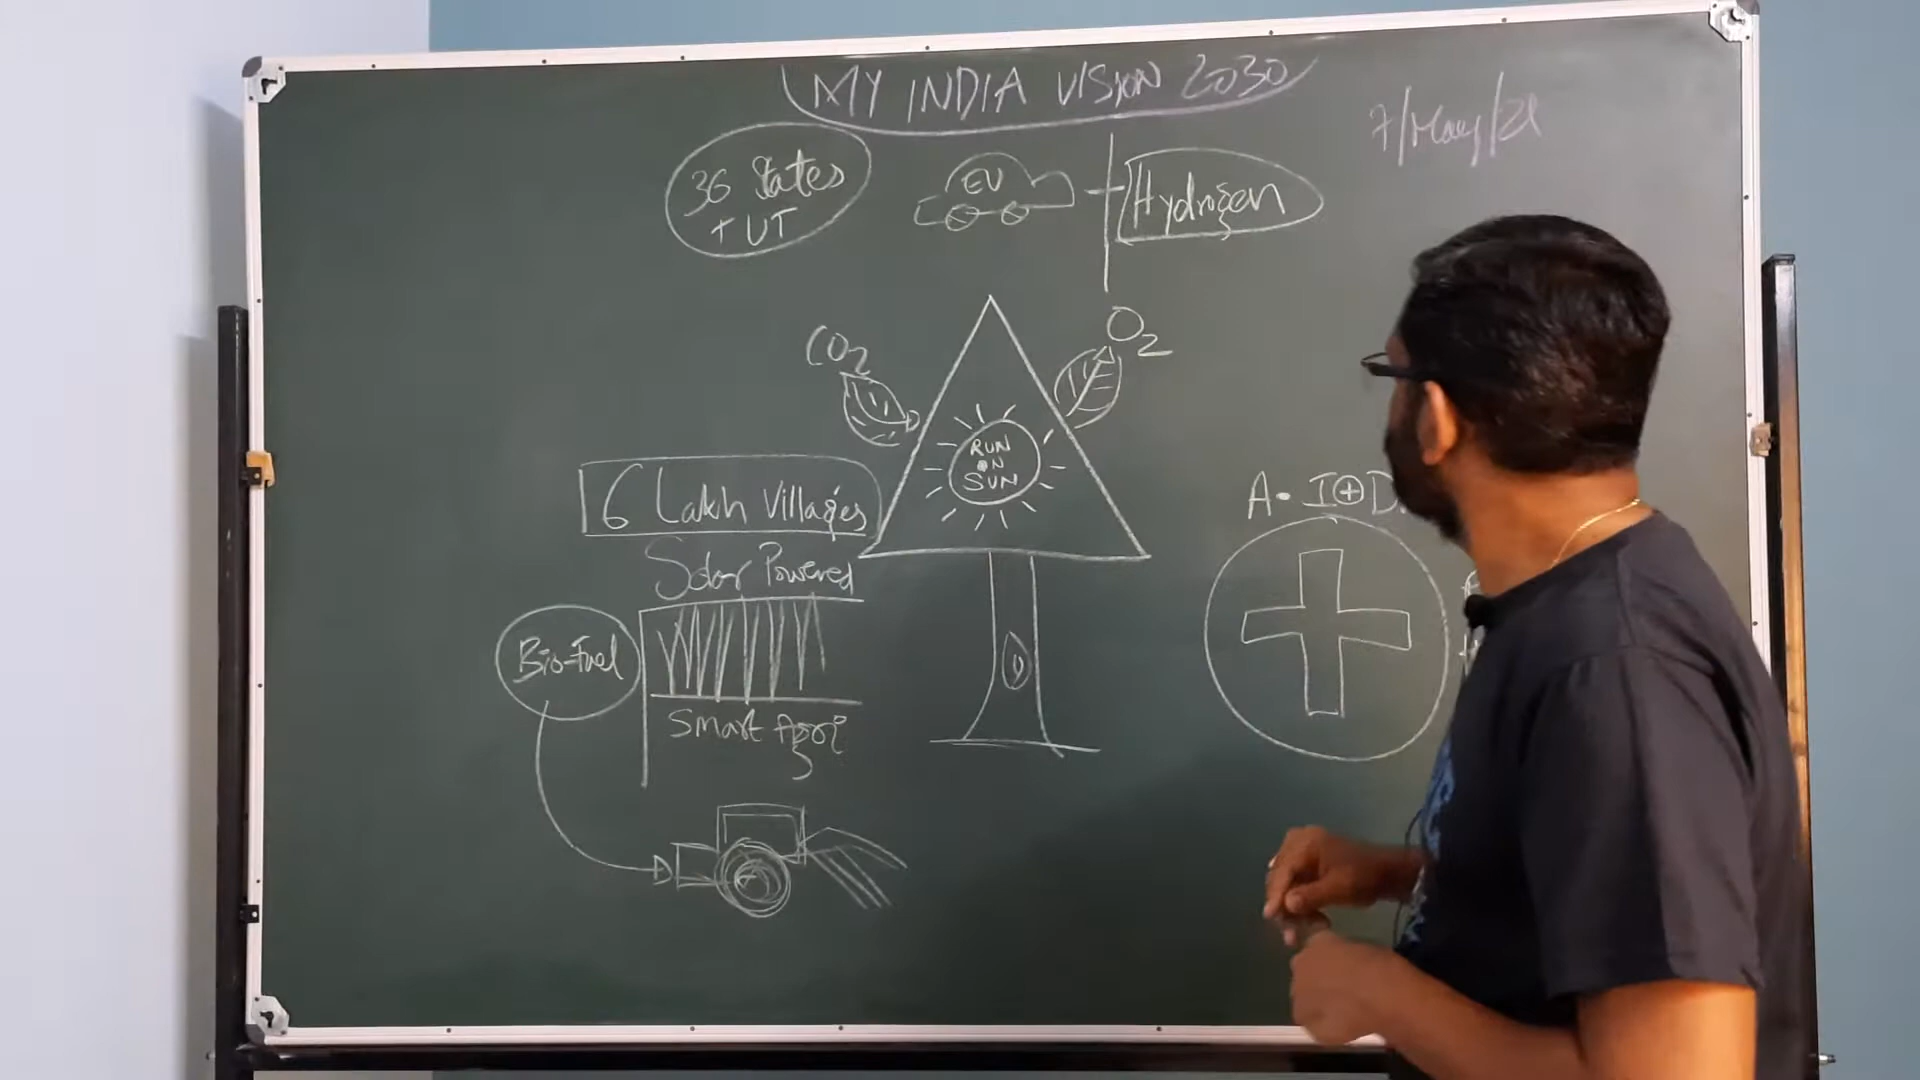 MY INDIA VISION 2030
7/May/21
36 States
+ UT
EV
Hydrogen
CO2
O2
RUN
ON
SUN
6 Lakh Villages
Solar Powered
Bio-Fuel
Smart Agri